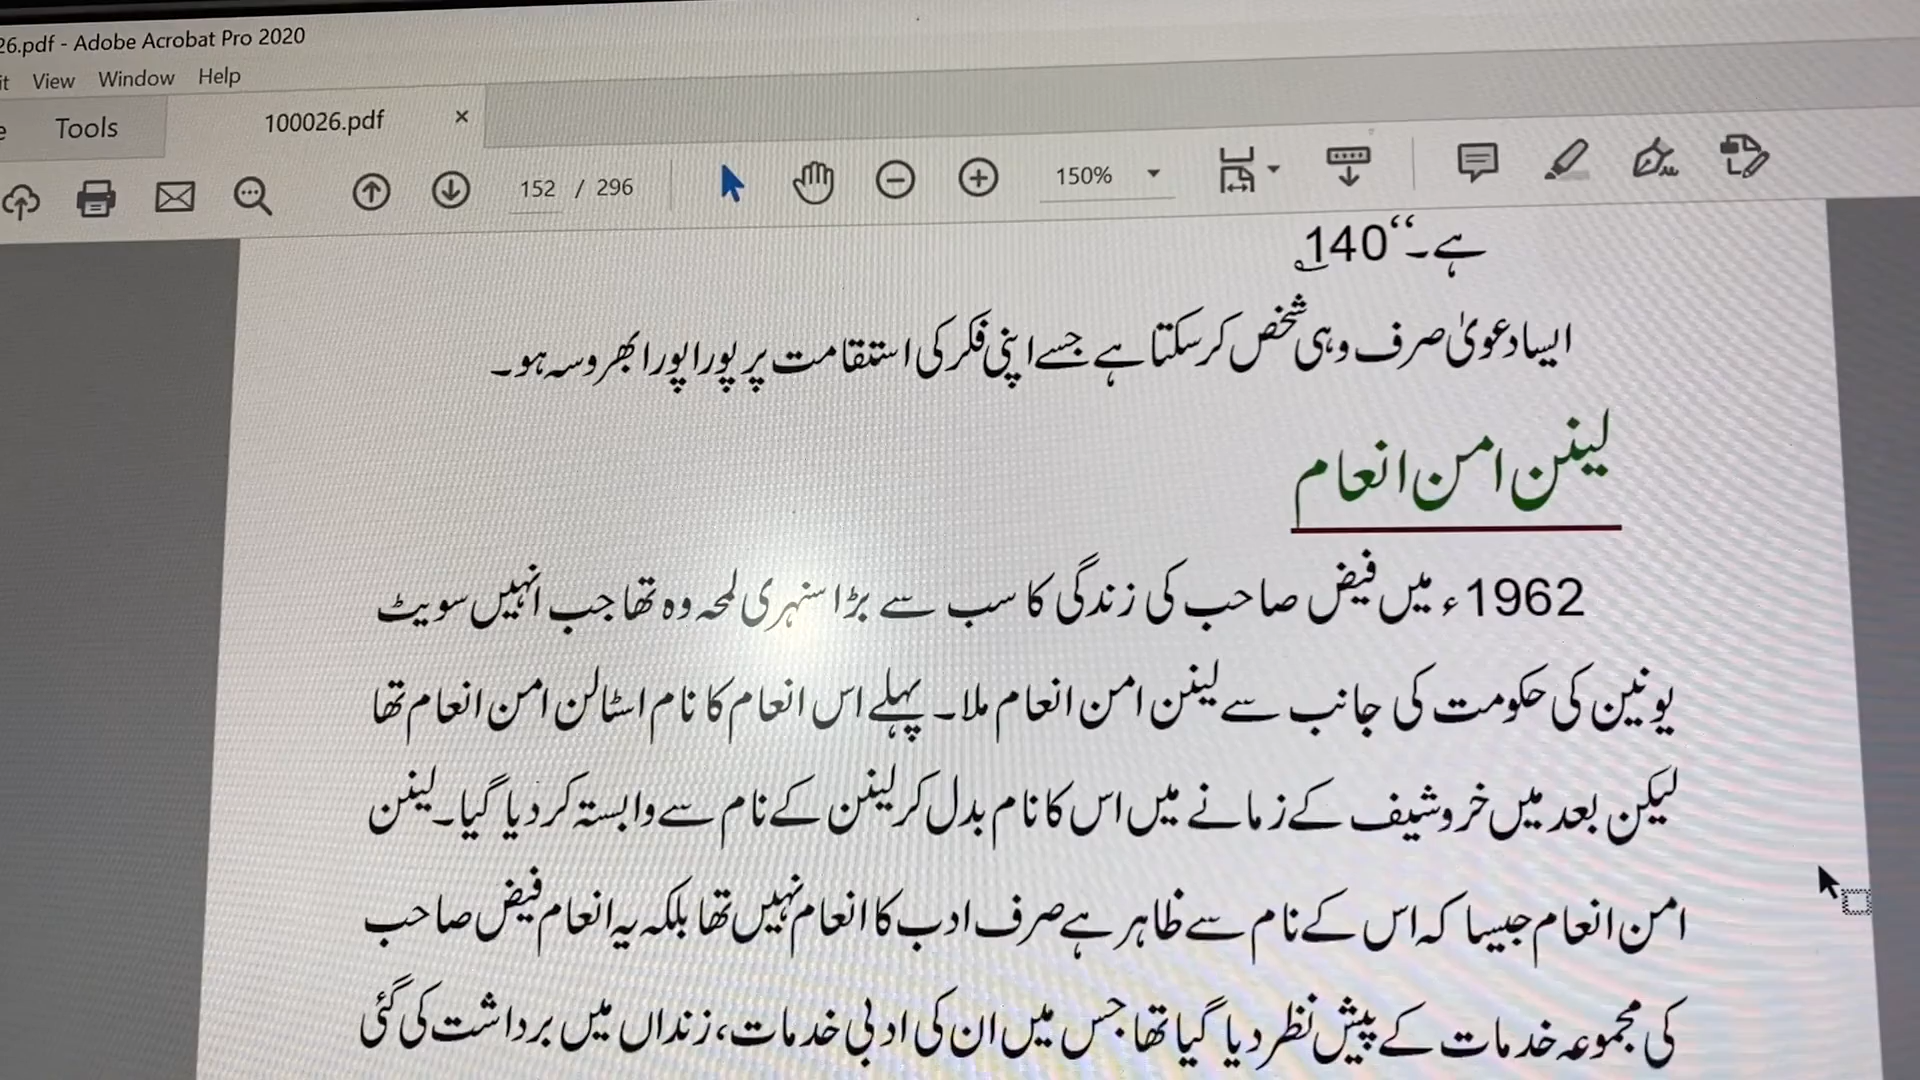 26.pdf - Adobe Acrobat Pro 2020
it View Window Help
e Tools 100026.pdf ×
152 / 296 150%
ہے۔“140؂
ایسا دعویٰ صرف وہی شخص کر سکتا ہے جسے اپنی فکر کی استقامت پر پورا پورا بھروسہ ہو۔
لینن امن انعام
1962ء میں فیض صاحب کی زندگی کا سب سے بڑا سنہری لمحہ وہ تھا جب انہیں سویٹ
یونین کی حکومت کی جانب سے لینن امن انعام ملا۔ پہلے اس انعام کا نام اسٹالن امن انعام تھا
لیکن بعد میں خروشیف کے زمانے میں اس کا نام بدل کر لینن کے نام سے وابستہ کر دیا گیا۔ لینن
امن انعام جیسا کہ اس کے نام سے ظاہر ہے صرف ادب کا انعام نہیں تھا بلکہ یہ انعام فیض صاحب
کی مجموعہ خدمات کے پیش نظر دیا گیا تھا جس میں ان کی ادبی خدمات، زنداں میں برداشت کی گئی